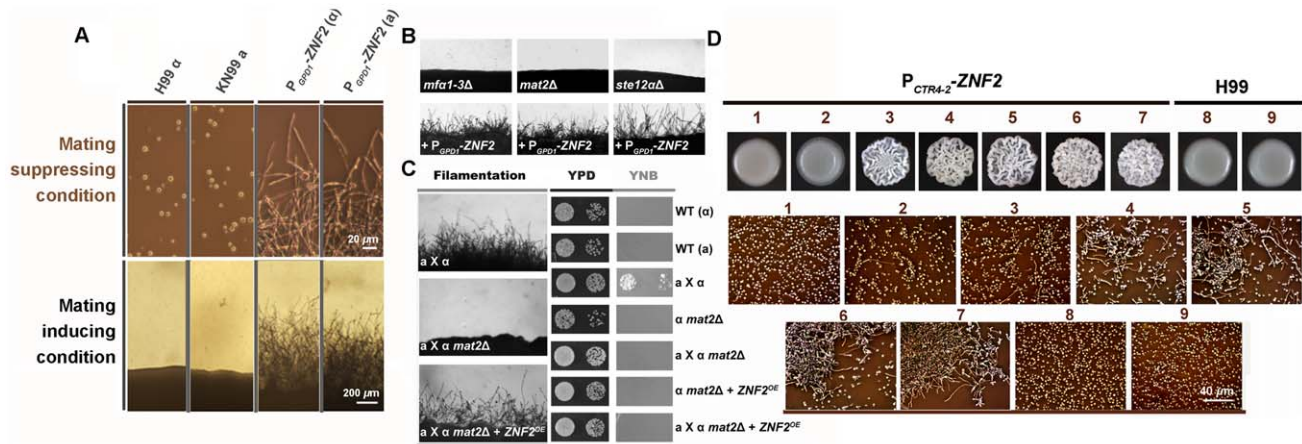 A
H99 α
KN99 a
P GPD1-ZNF2 (α)
P GPD1-ZNF2 (a)
Mating
suppressing
condition
20 µm
Mating
inducing
condition
200 µm
B
mfα1-3Δ
mat2Δ
ste12αΔ
+ PGPD1-ZNF2
+ PGPD1-ZNF2
+ PGPD1-ZNF2
C
Filamentation
YPD
YNB
a X α
a X α mat2Δ
a X α mat2Δ + ZNF2OE
WT (α)
WT (a)
a X α
α mat2Δ
a X α mat2Δ
α mat2Δ + ZNF2OE
a X α mat2Δ + ZNF2OE
D
PCTR4-2-ZNF2
H99
1 2 3 4 5 6 7 8 9
1 2 3 4 5
6 7 8 9
40 µm